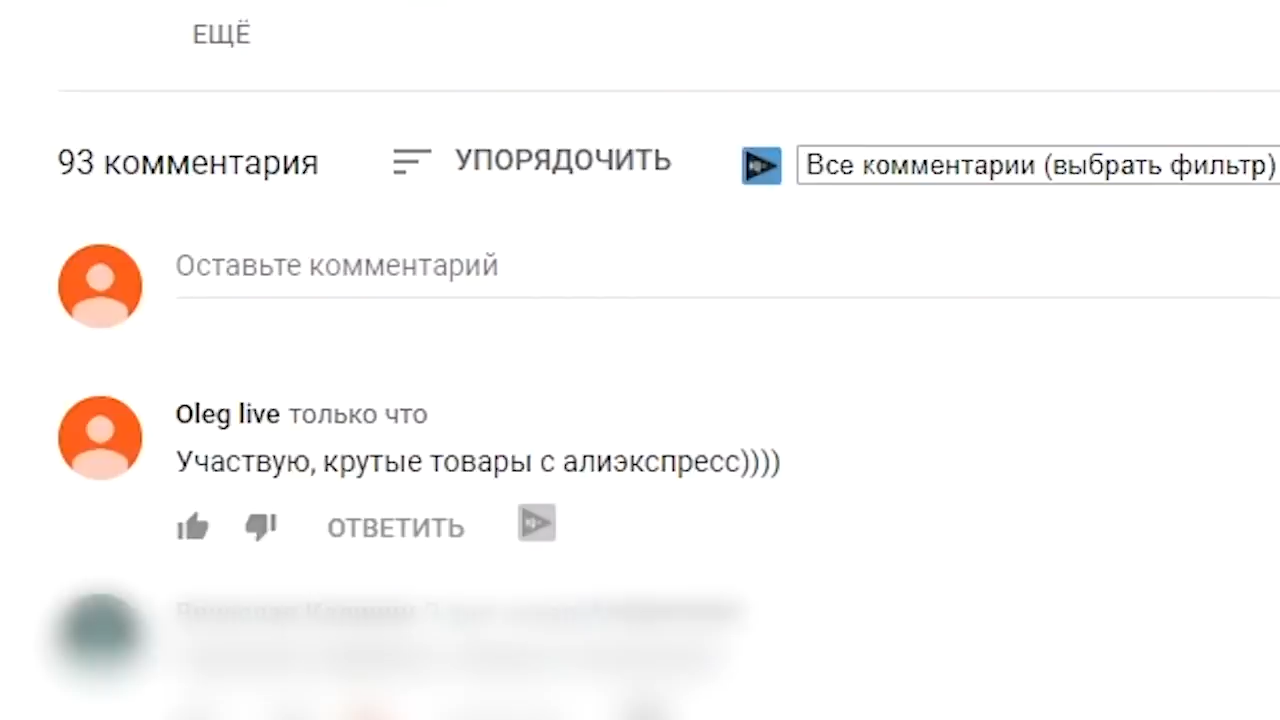 ЕЩЁ
93 комментария
УПОРЯДОЧИТЬ
Все комментарии (выбрать фильтр)
Оставьте комментарий
Oleg live только что
Участвую, крутые товары с алиэкспресс))))
ОТВЕТИТЬ